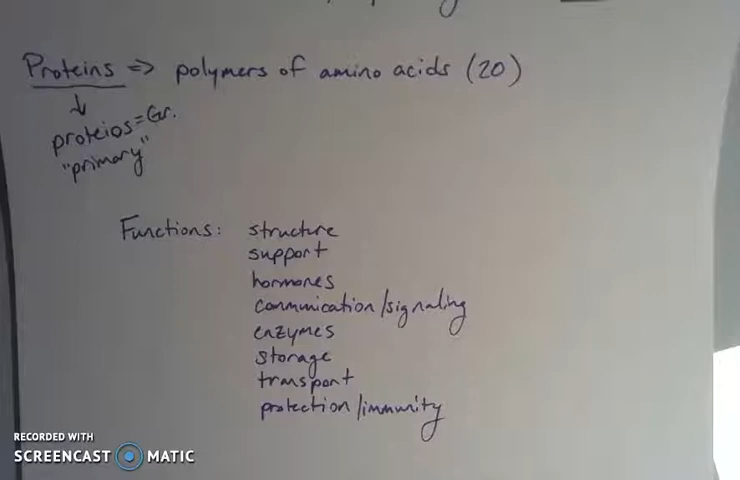 Proteins => polymers of amino acids (20)
↓
proteios = Gr.
"primary"
Functions: structure
support
hormones
communication/signaling
enzymes
storage
transport
protection/immunity
RECORDED WITH
SCREENCAST MATIC